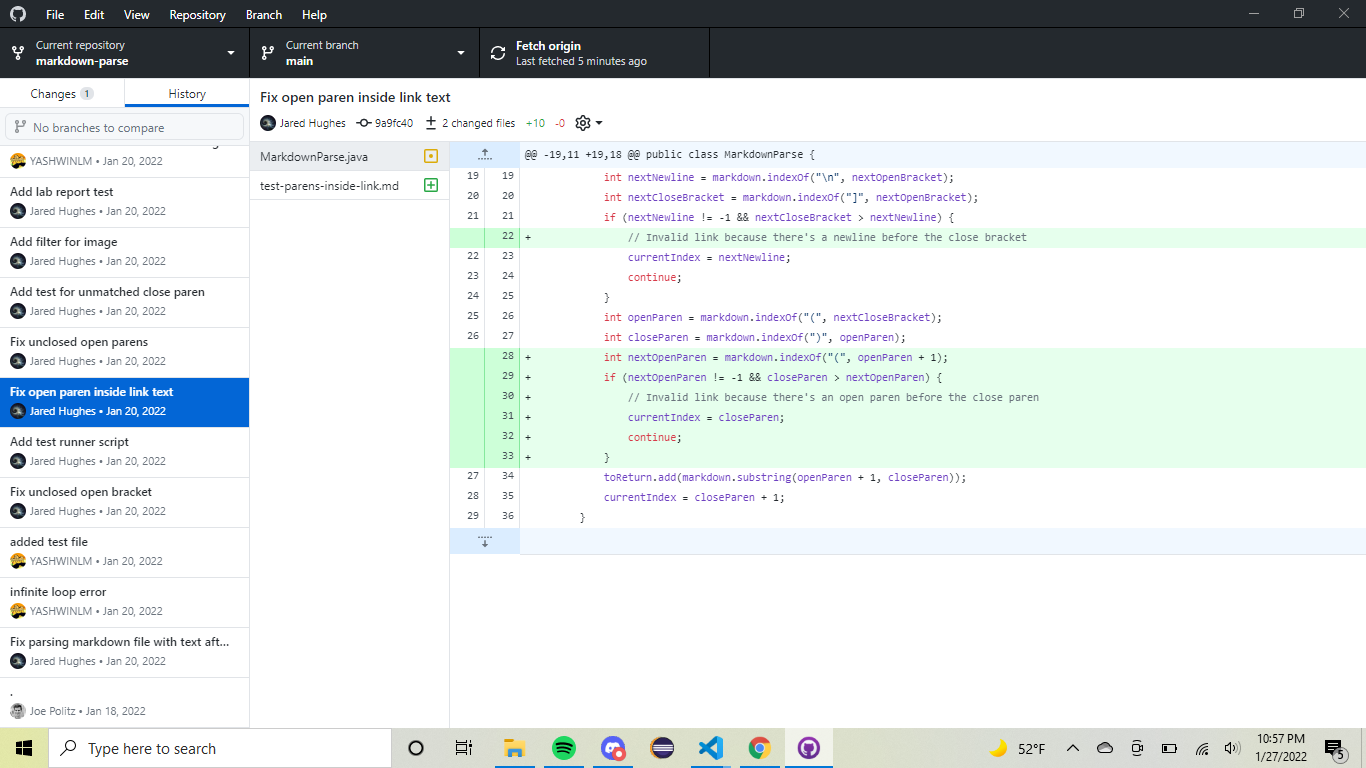 File Edit View Repository Branch Help
Current repository
markdown-parse
Current branch
main
Fetch origin
Last fetched 5 minutes ago
Changes 1 History
No branches to compare
YASHWINLM • Jan 20, 2022
Add lab report test
Jared Hughes • Jan 20, 2022
Add filter for image
Jared Hughes • Jan 20, 2022
Add test for unmatched close paren
Jared Hughes • Jan 20, 2022
Fix unclosed open parens
Jared Hughes • Jan 20, 2022
Fix open paren inside link text
Jared Hughes • Jan 20, 2022
Add test runner script
Jared Hughes • Jan 20, 2022
Fix unclosed open bracket
Jared Hughes • Jan 20, 2022
added test file
YASHWINLM • Jan 20, 2022
infinite loop error
YASHWINLM • Jan 20, 2022
Fix parsing markdown file with text aft...
Jared Hughes • Jan 20, 2022
.
Joe Politz • Jan 18, 2022
Fix open paren inside link text
Jared Hughes 9a9fc40 2 changed files +10 -0
MarkdownParse.java
test-parens-inside-link.md
@@ -19,11 +19,18 @@ public class MarkdownParse {
19 19 int nextNewline = markdown.indexOf("\n", nextOpenBracket);
20 20 int nextCloseBracket = markdown.indexOf("]", nextOpenBracket);
21 21 if (nextNewline != -1 && nextCloseBracket > nextNewline) {
22 + // Invalid link because there's a newline before the close bracket
22 23 currentIndex = nextNewline;
23 24 continue;
24 25 }
25 26 int openParen = markdown.indexOf("(", nextCloseBracket);
26 27 int closeParen = markdown.indexOf(")", openParen);
28 + int nextOpenParen = markdown.indexOf("(", openParen + 1);
29 + if (nextOpenParen != -1 && closeParen > nextOpenParen) {
30 + // Invalid link because there's an open paren before the close paren
31 + currentIndex = closeParen;
32 + continue;
33 + }
27 34 toReturn.add(markdown.substring(openParen + 1, closeParen));
28 35 currentIndex = closeParen + 1;
29 36 }
Type here to search
52°F
10:57 PM
1/27/2022
5